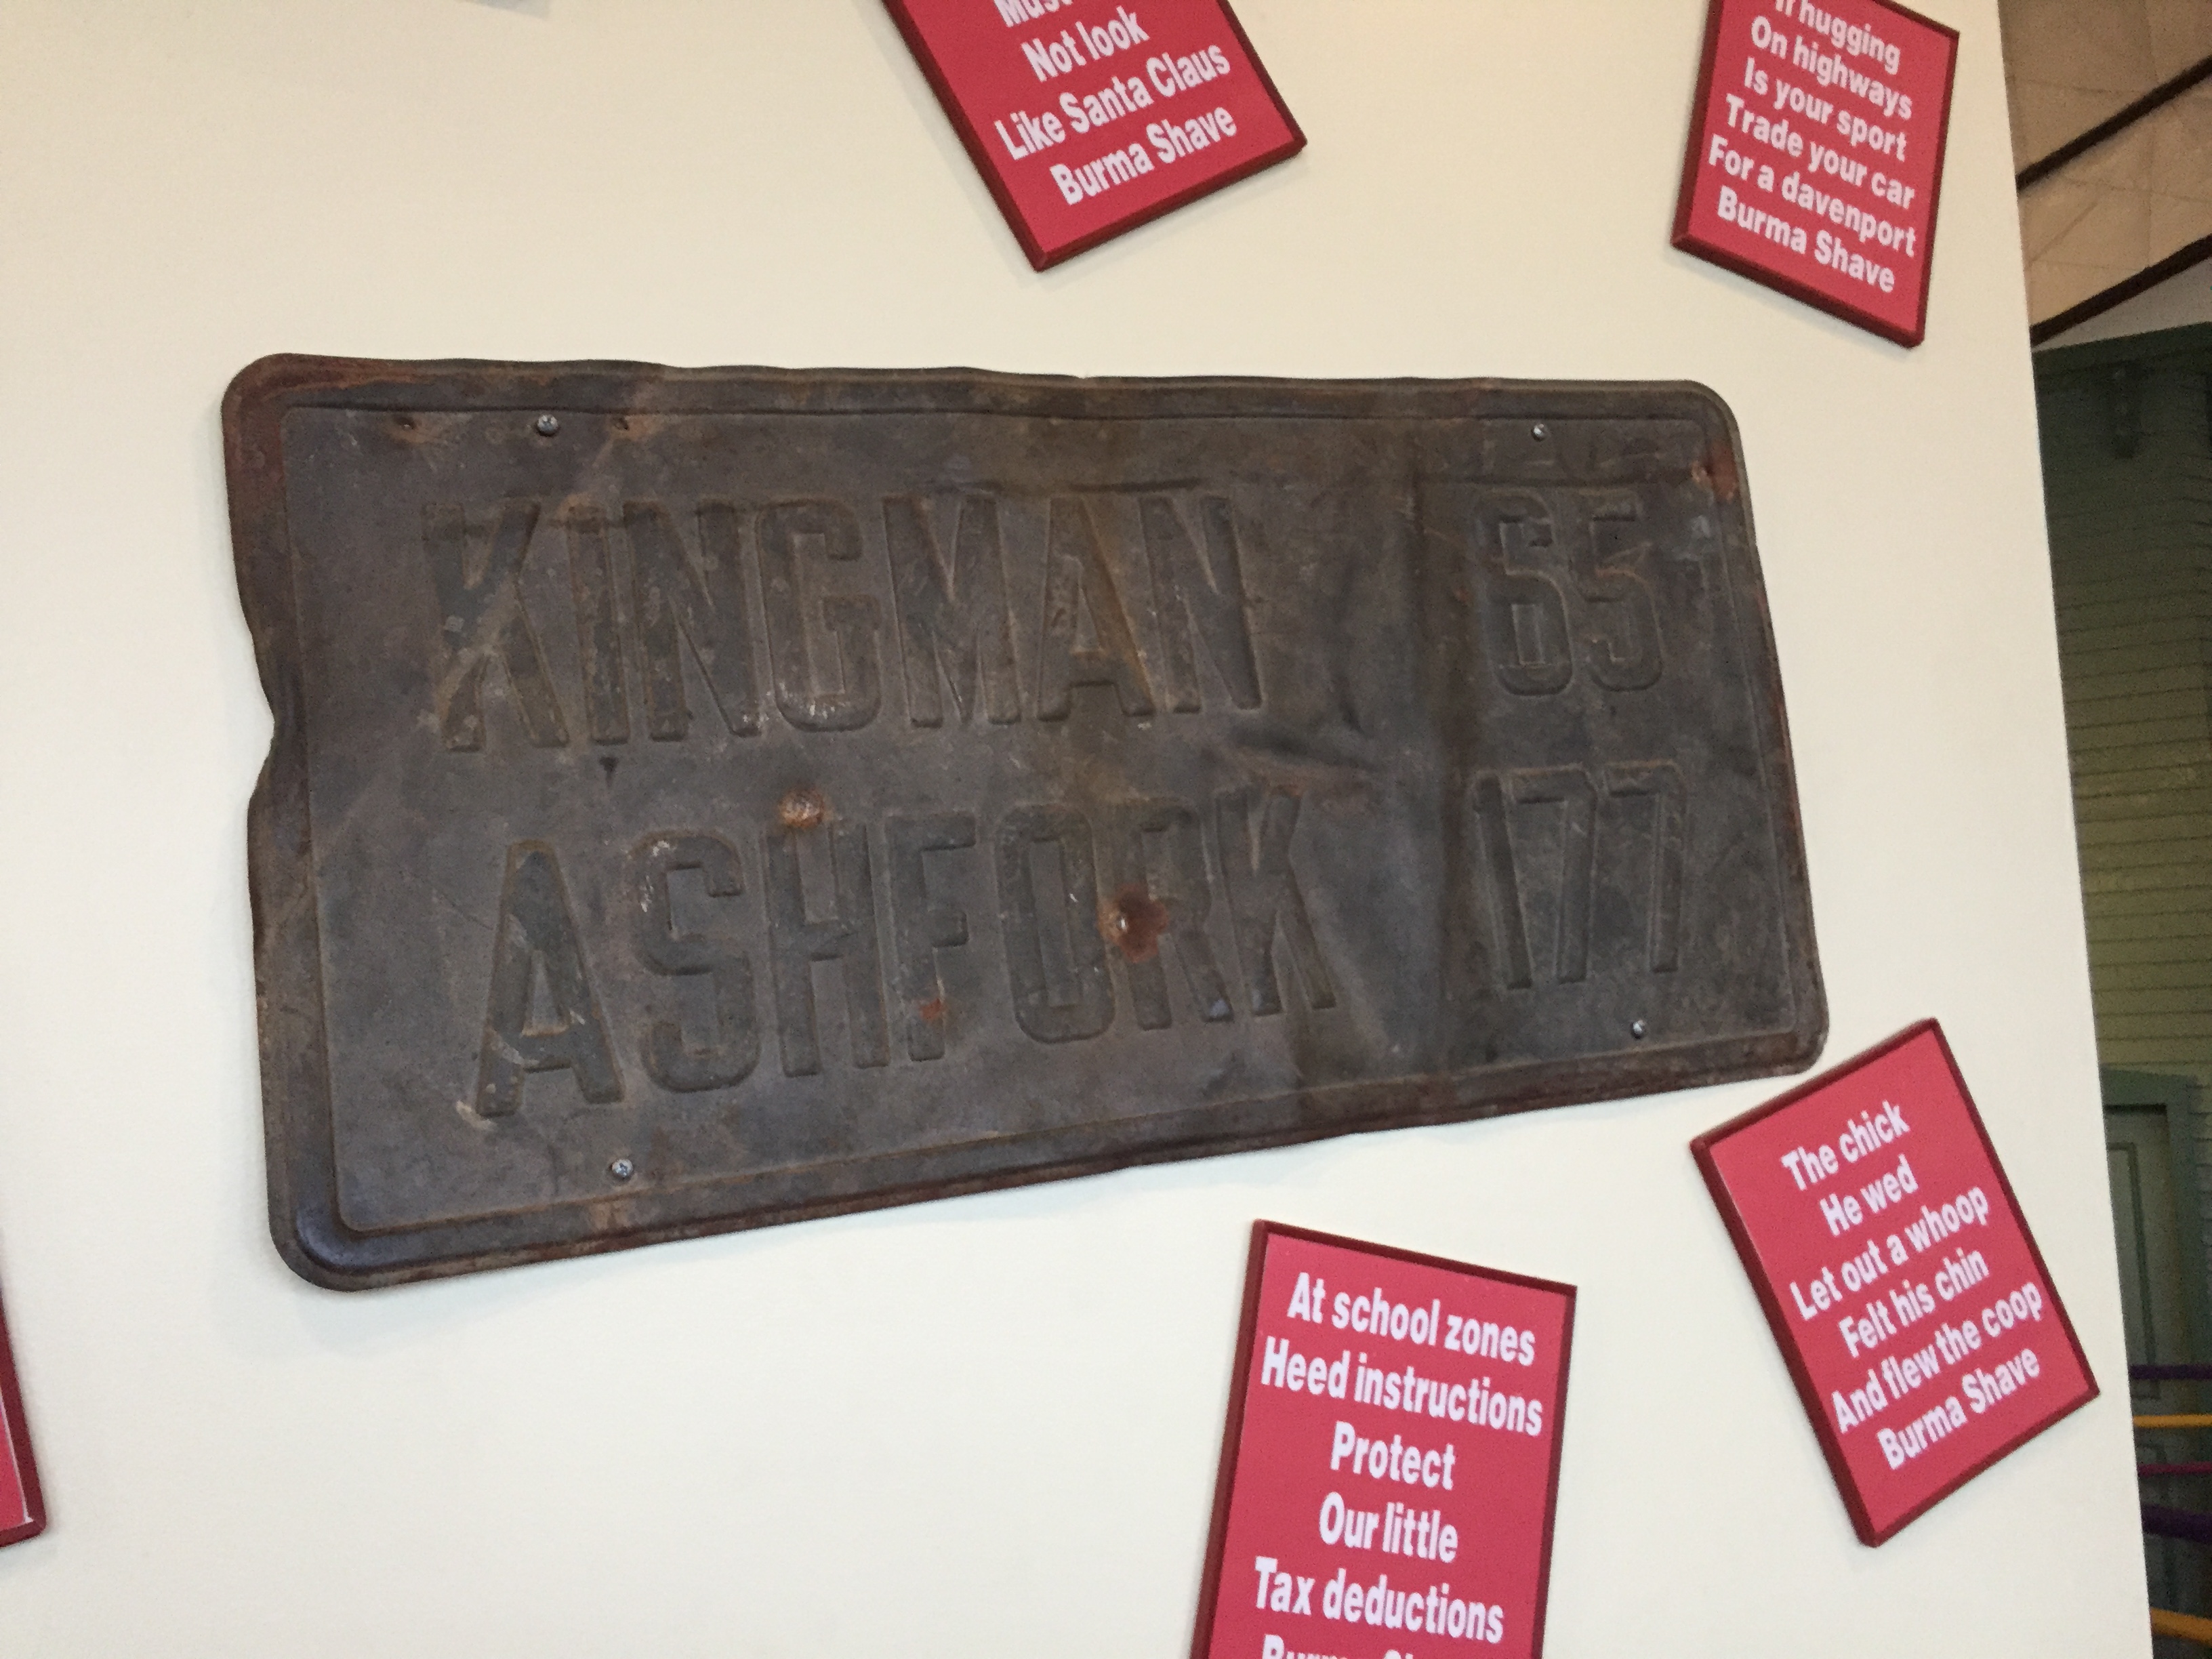 Must
Not look
Like Santa Claus
Burma Shave
If hugging
On highways
Is your sport
Trade your car
For a davenport
Burma Shave
KINGMAN 65
ASHFORK 177
The chick
He wed
Let out a whoop
Felt his chin
And flew the coop
Burma Shave
At school zones
Heed instructions
Protect
Our little
Tax deductions